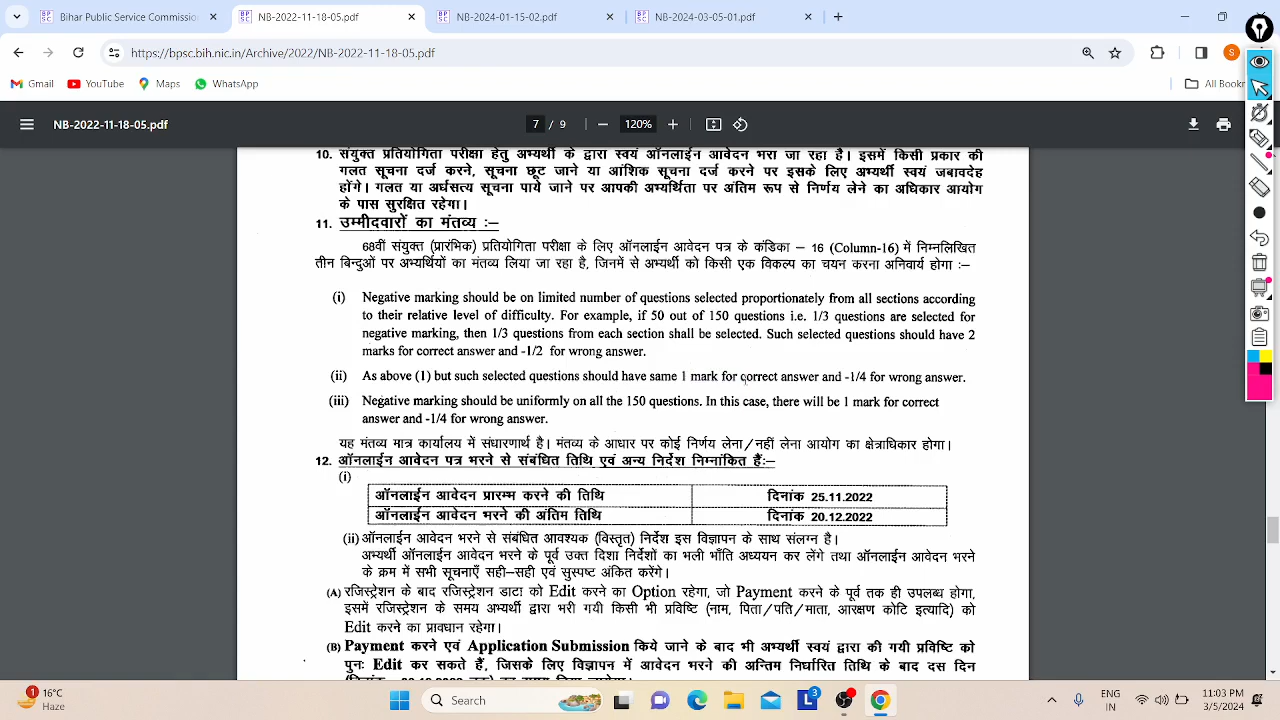 NB-2022-11-18-05.pdf
NB-2024-01-15-01.pdf
NB-2024-03-05-01.pdf
https://bpsc.bih.nic.in/Archive/2022/NB-2022-11-18-05.pdf
S
Gmail YouTube Maps WhatsApp
All Bookr
NB-2022-11-18-05.pdf 7 / 9 120%
10. संयुक्त प्रतियोगिता परीक्षा हेतु अभ्यर्थी के द्वारा स्वयं ऑनलाईन आवेदन भरा जा रहा है। इसमें किसी प्रकार की
गलत सूचना दर्ज करने, सूचना छूट जाने या आंशिक सूचना दर्ज करने पर इसके लिए अभ्यर्थी स्वयं जबावदेह
होंगे। गलत या अर्धसत्य सूचना पाये जाने पर आपकी अभ्यर्थिता पर अंतिम रूप से निर्णय लेने का अधिकार आयोग
के पास सुरक्षित रहेगा।
11. उम्मीदवारों का मंतव्य :–
68वीं संयुक्त (प्रारंभिक) प्रतियोगिता परीक्षा के लिए ऑनलाईन आवेदन पत्र के कंडिका – 16 (Column-16) में निम्नलिखित
तीन बिन्दुओं पर अभ्यर्थियों का मंतव्य लिया जा रहा है, जिनमें से अभ्यर्थी को किसी एक विकल्प का चयन करना अनिवार्य होगा :–
(i) Negative marking should be on limited number of questions selected proportionately from all sections according
to their relative level of difficulty. For example, if 50 out of 150 questions i.e. 1/3 questions are selected for
negative marking, then 1/3 questions from each section shall be selected. Such selected questions should have 2
marks for correct answer and -1/2 for wrong answer.
(ii) As above (1) but such selected questions should have same 1 mark for correct answer and -1/4 for wrong answer.
(iii) Negative marking should be uniformly on all the 150 questions. In this case, there will be 1 mark for correct
answer and -1/4 for wrong answer.
यह मंतव्य मात्र कार्यालय में संधारणार्थ है। मंतव्य के आधार पर कोई निर्णय लेना/नहीं लेना आयोग का क्षेत्राधिकार होगा।
12. ऑनलाईन आवेदन पत्र भरने से संबंधित तिथि एवं अन्य निर्देश निम्नांकित हैं:–
(i)
ऑनलाईन आवेदन प्रारम्भ करने की तिथि दिनांक 25.11.2022
ऑनलाईन आवेदन भरने की अंतिम तिथि दिनांक 20.12.2022
(ii) ऑनलाईन आवेदन भरने से संबंधित आवश्यक (विस्तृत) निर्देश इस विज्ञापन के साथ संलग्न है।
अभ्यर्थी ऑनलाईन आवेदन भरने के पूर्व उक्त दिशा निर्देशों का भली भाँति अध्ययन कर लेंगे तथा ऑनलाईन आवेदन भरने
के क्रम में सभी सूचनाएँ सही–सही एवं सुस्पष्ट अंकित करेंगे।
(A) रजिस्ट्रेशन के बाद रजिस्ट्रेशन डाटा को Edit करने का Option रहेगा, जो Payment करने के पूर्व तक ही उपलब्ध होगा,
इसमें रजिस्ट्रेशन के समय अभ्यर्थी द्वारा भरी गयी किसी भी प्रविष्टि (नाम, पिता/पति/माता, आरक्षण कोटि इत्यादि) को
Edit करने का प्रावधान रहेगा।
(B) Payment करने एवं Application Submission किये जाने के बाद भी अभ्यर्थी स्वयं द्वारा की गयी प्रविष्टि को
पुनः Edit कर सकते हैं, जिसके लिए विज्ञापन में आवेदन भरने की अन्तिम निर्धारित तिथि के बाद दस दिन
16°C
Haze
Search
ENG
IN
11:03 PM
3/5/2024